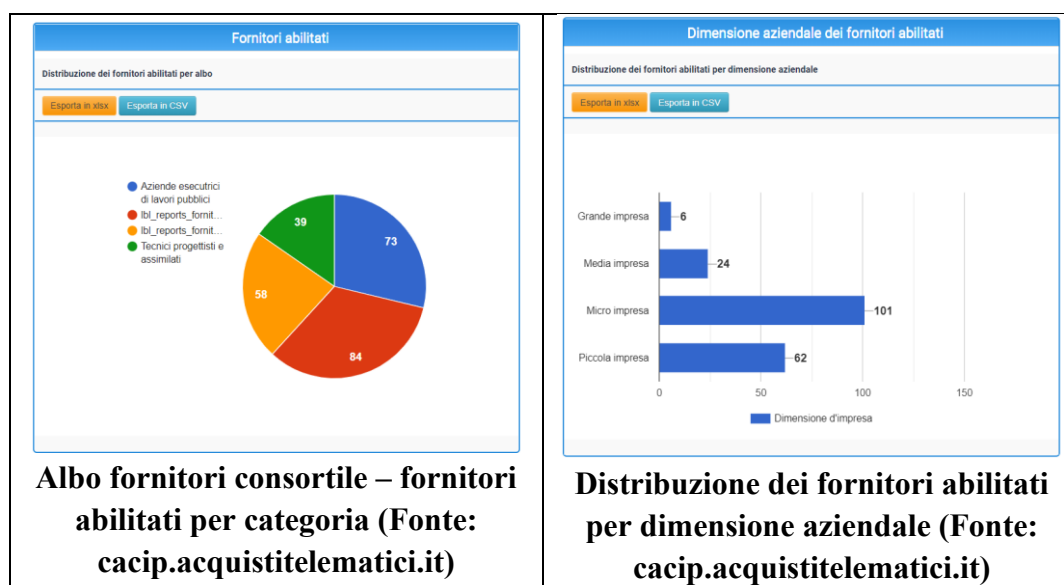 Fornitori abilitati
Distribuzione dei fornitori abilitati per albo
Esporta in xlsx Esporta in CSV
Aziende esecutrici
di lavori pubblici
lbl_reports_fornit...
lbl_reports_fornit...
Tecnici progettisti e
assimilati
39
73
58
84
Albo fornitori consortile – fornitori
abilitati per categoria (Fonte:
cacip.acquistitelematici.it)
Dimensione aziendale dei fornitori abilitati
Distribuzione dei fornitori abilitati per dimensione aziendale
Esporta in xlsx Esporta in CSV
Grande impresa 6
Media impresa 24
Micro impresa 101
Piccola impresa 62
0 50 100 150
Dimensione d'impresa
Distribuzione dei fornitori abilitati
per dimensione aziendale (Fonte:
cacip.acquistitelematici.it)